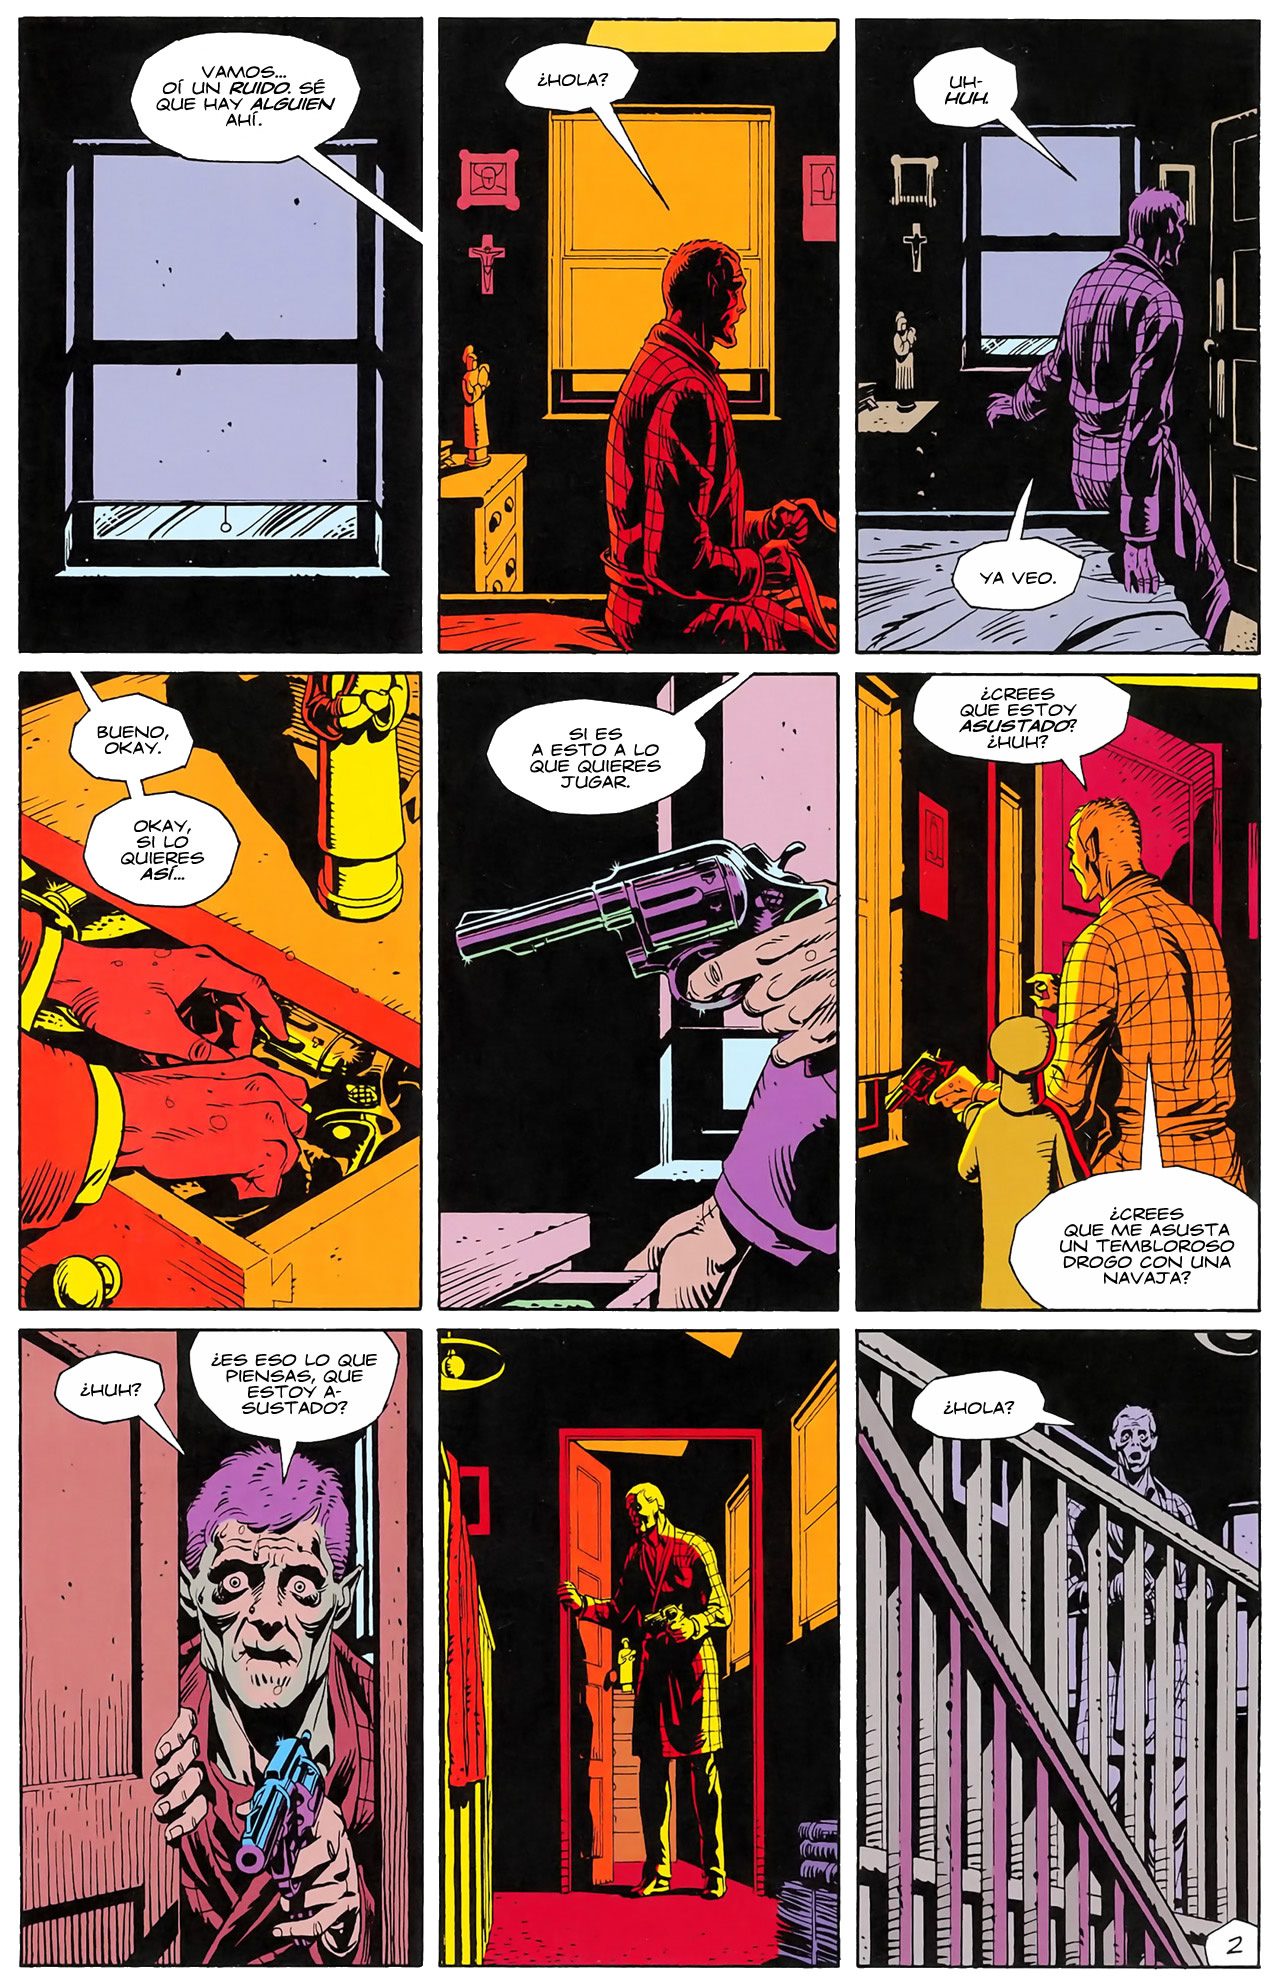 VAMOS...
OÍ UN RUIDO. SÉ
QUE HAY ALGUIEN
AHÍ.
¿HOLA?
UH-
HUH.
YA VEO.
BUENO,
OKAY.
OKAY,
SI LO
QUIERES
ASÍ...
SI ES
A ESTO A LO
QUE QUIERES
JUGAR.
¿CREES
QUE ESTOY
ASUSTADO?
¿HUH?
¿CREES
QUE ME ASUSTA
UN TEMBLOROSO
DROGO CON UNA
NAVAJA?
¿HUH?
¿ES ESO LO QUE
PIENSAS, QUE
ESTOY A-
SUSTADO?
¿HOLA?
2